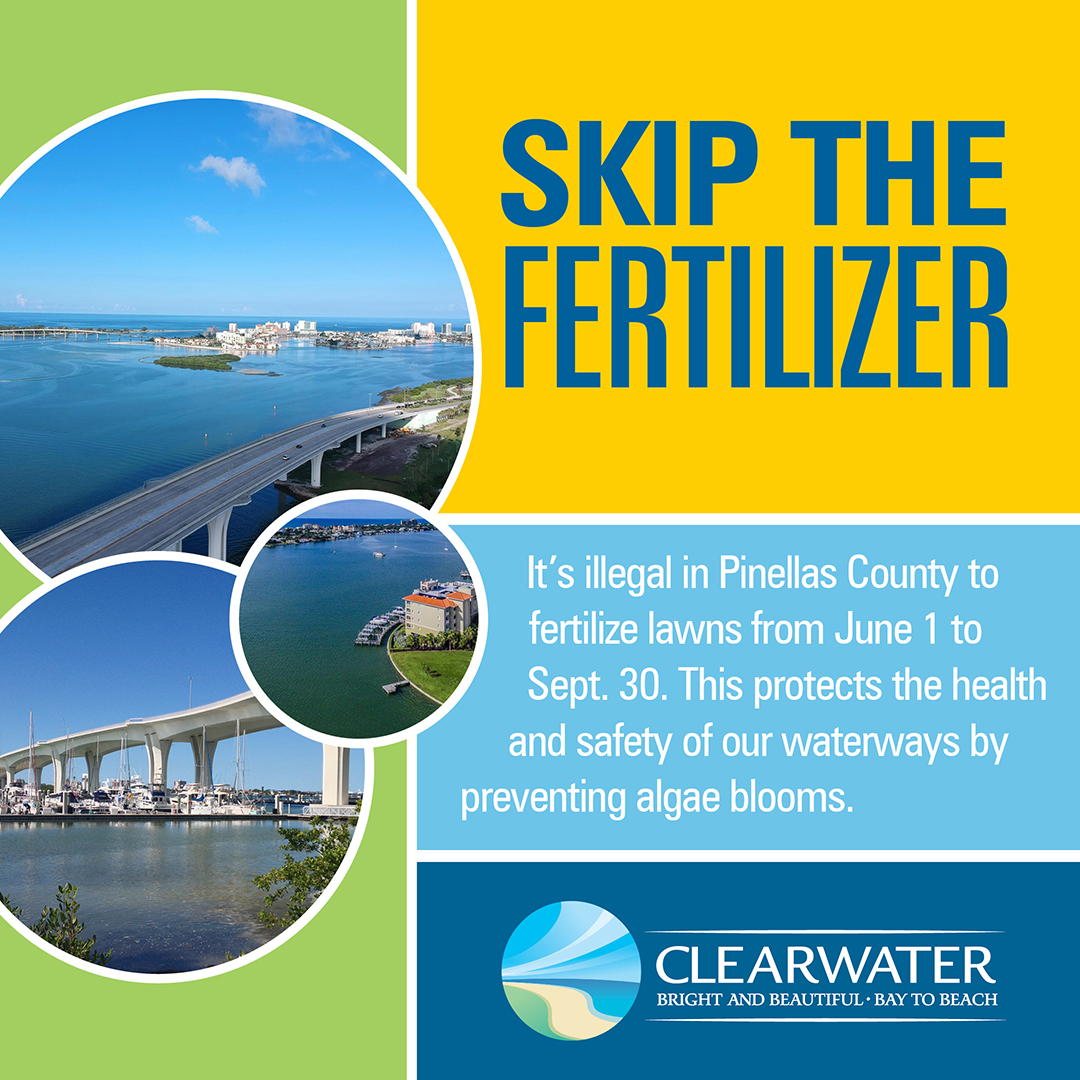 SKIP THE
FERTILIZER
It’s illegal in Pinellas County to
fertilize lawns from June 1 to
Sept. 30. This protects the health
and safety of our waterways by
preventing algae blooms.
CLEARWATER
BRIGHT AND BEAUTIFUL • BAY TO BEACH